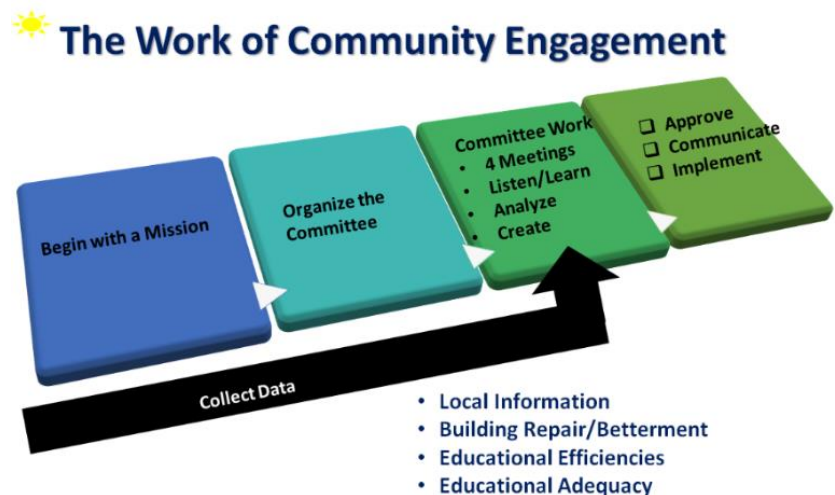 The Work of Community Engagement
Begin with a Mission
Organize the
Committee
Committee Work
• 4 Meetings
• Listen/Learn
• Analyze
• Create
❑ Approve
❑ Communicate
❑ Implement
Collect Data
• Local Information
• Building Repair/Betterment
• Educational Efficiencies
• Educational Adequacy